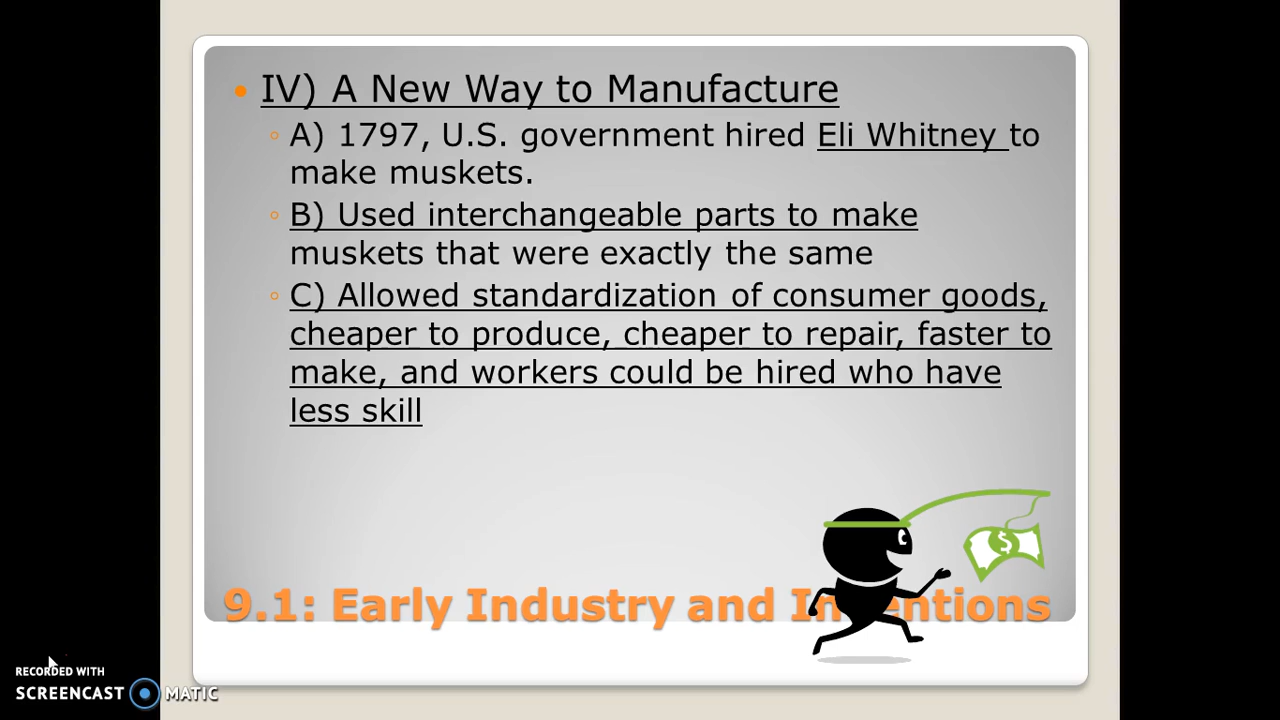 IV) A New Way to Manufacture
A) 1797, U.S. government hired Eli Whitney to
make muskets.
B) Used interchangeable parts to make
muskets that were exactly the same
C) Allowed standardization of consumer goods,
cheaper to produce, cheaper to repair, faster to
make, and workers could be hired who have
less skill
$
9.1: Early Industry and In entions
RECORDED WITH
SCREENCAST MATIC